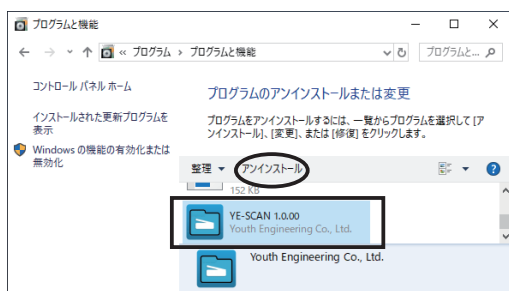 プログラムと機能
« プログラム › プログラムと機能
プログラムと...
コントロール パネル ホーム
インストールされた更新プログラムを
表示
Windows の機能の有効化または
無効化
プログラムのアンインストールまたは変更
プログラムをアンインストールするには、一覧からプログラムを選択して [ア
ンインストール]、[変更]、または [修復] をクリックします。
整理 アンインストール
152 KB
YE-SCAN 1.0.00
Youth Engineering Co., Ltd.
Youth Engineering Co., Ltd.